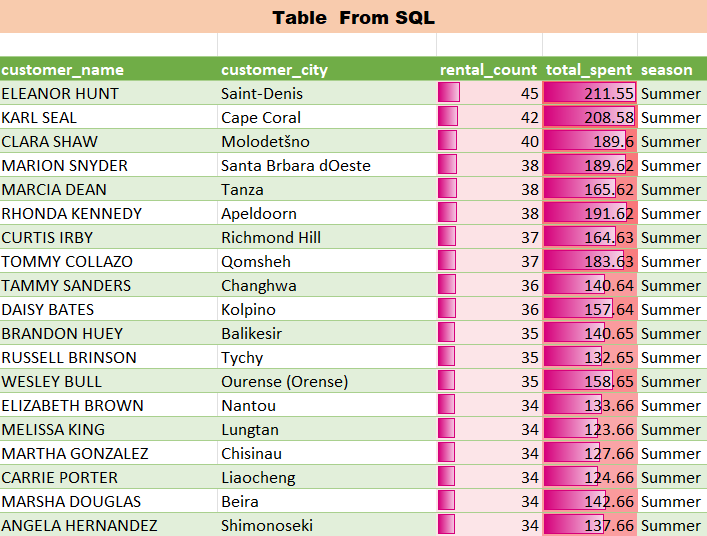 Table  From SQL
customer_name customer_city rental_count total_spent season
ELEANOR HUNT Saint-Denis 45 211.55 Summer
KARL SEAL Cape Coral 42 208.58 Summer
CLARA SHAW Molodetšno 40 189.6 Summer
MARION SNYDER Santa Brbara dOeste 38 189.62 Summer
MARCIA DEAN Tanza 38 165.62 Summer
RHONDA KENNEDY Apeldoorn 38 191.62 Summer
CURTIS IRBY Richmond Hill 37 164.63 Summer
TOMMY COLLAZO Qomsheh 37 183.63 Summer
TAMMY SANDERS Changhwa 36 140.64 Summer
DAISY BATES Kolpino 36 157.64 Summer
BRANDON HUEY Balikesir 35 140.65 Summer
RUSSELL BRINSON Tychy 35 132.65 Summer
WESLEY BULL Ourense (Orense) 35 158.65 Summer
ELIZABETH BROWN Nantou 34 133.66 Summer
MELISSA KING Lungtan 34 123.66 Summer
MARTHA GONZALEZ Chisinau 34 127.66 Summer
CARRIE PORTER Liaocheng 34 124.66 Summer
MARSHA DOUGLAS Beira 34 142.66 Summer
ANGELA HERNANDEZ Shimonoseki 34 137.66 Summer